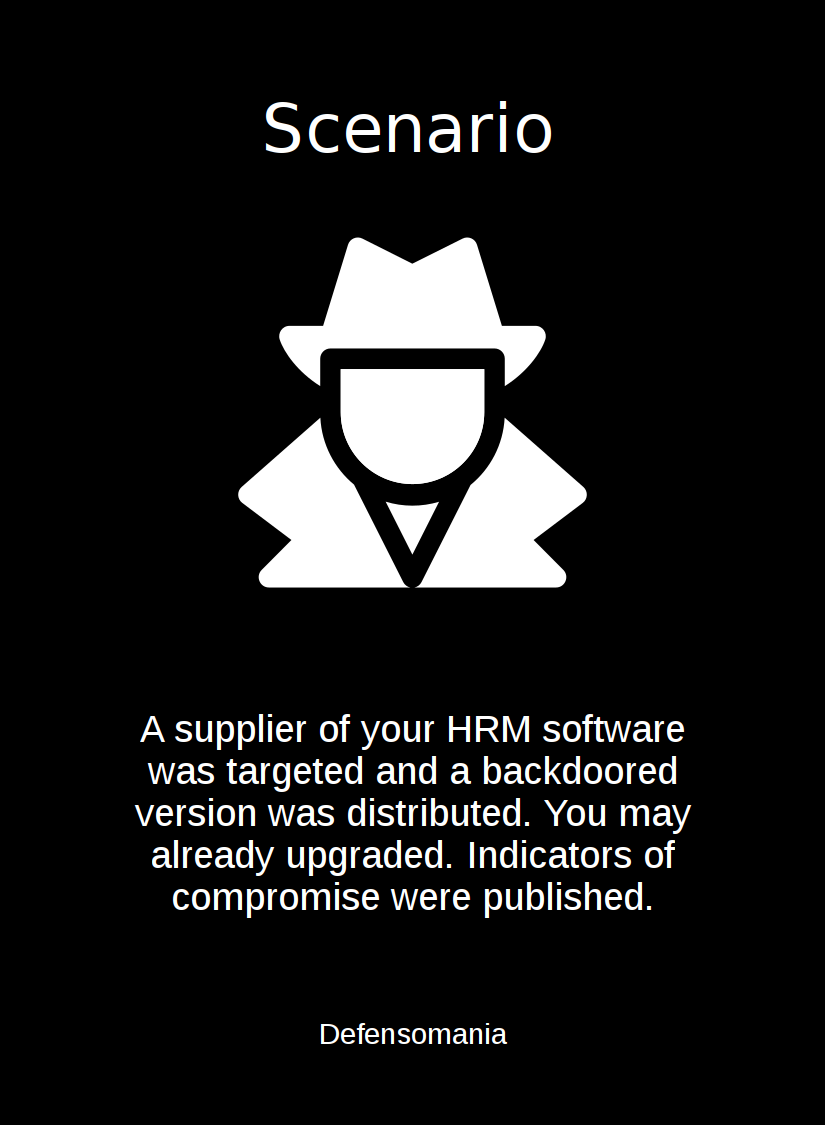 Scenario
A supplier of your HRM software
was targeted and a backdoored
version was distributed. You may
already upgraded. Indicators of
compromise were published.
Defensomania